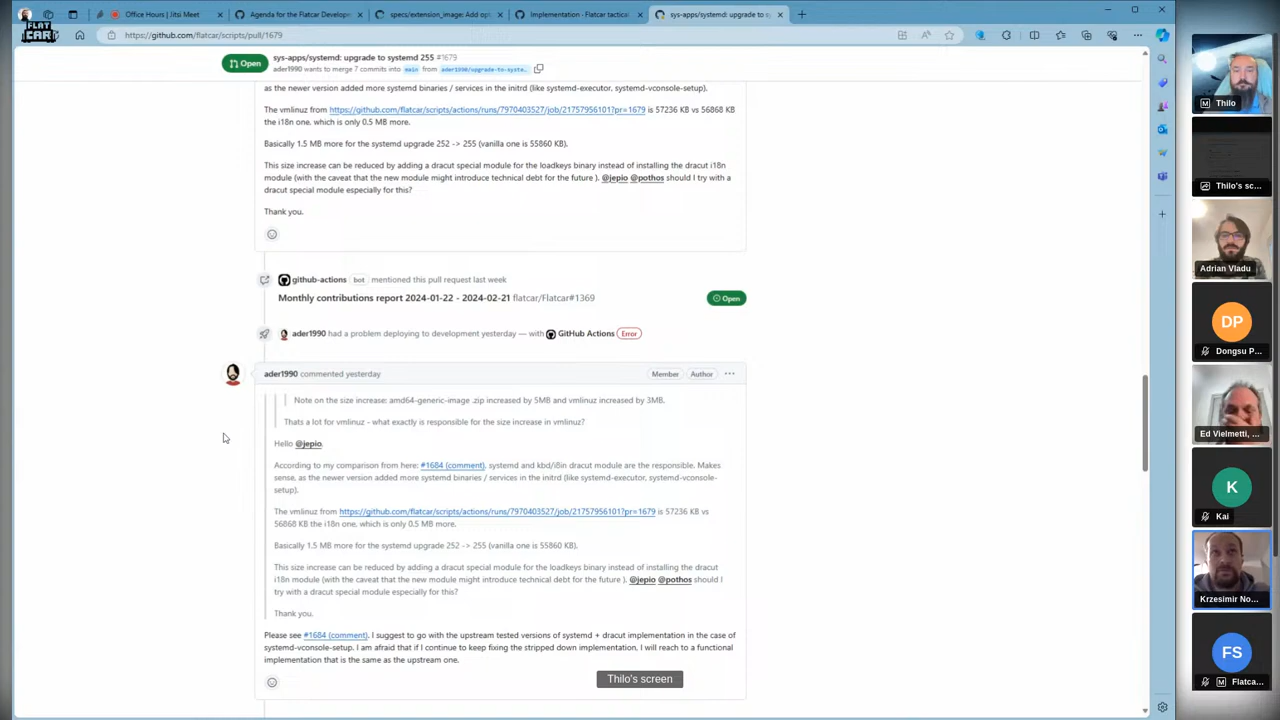 Office Hours | Jitsi Meet
Agenda for the Flatcar Develope
specs/extension_image: Add opt
Implementation - Flatcar tactical
sys-apps/systemd: upgrade to sy
FLAT
CAR
https://github.com/flatcar/scripts/pull/1679
Open
sys-apps/systemd: upgrade to systemd 255 #1679
ader1990 wants to merge 7 commits into main from ader1990/upgrade-to-syste...
as the newer version added more systemd binaries / services in the initrd (like systemd-executor, systemd-vconsole-setup).
The vmlinuz from https://github.com/flatcar/scripts/actions/runs/7970403527/job/21757956101?pr=1679 is 57236 KB vs 56868 KB
the i18n one, which is only 0.5 MB more.
Basically 1.5 MB more for the systemd upgrade 252 -> 255 (vanilla one is 55860 KB).
This size increase can be reduced by adding a dracut special module for the loadkeys binary instead of installing the dracut i18n
module (with the caveat that the new module might introduce technical debt for the future ). @jepio @pothos should I try with a
dracut special module especially for this?
Thank you.
github-actions bot mentioned this pull request last week
Monthly contributions report 2024-01-22 - 2024-02-21 flatcar/Flatcar#1369
Open
ader1990 had a problem deploying to development yesterday — with GitHub Actions Error
ader1990 commented yesterday
Member
Author
Note on the size increase: amd64-generic-image .zip increased by 5MB and vmlinuz increased by 3MB.
Thats a lot for vmlinuz - what exactly is responsible for the size increase in vmlinuz?
Hello @jepio,
According to my comparison from here: #1684 (comment), systemd and kbd/i8in dracut module are the responsible. Makes
sense, as the newer version added more systemd binaries / services in the initrd (like systemd-executor, systemd-vconsole-
setup).
The vmlinuz from https://github.com/flatcar/scripts/actions/runs/7970403527/job/21757956101?pr=1679 is 57236 KB vs
56868 KB the i18n one, which is only 0.5 MB more.
Basically 1.5 MB more for the systemd upgrade 252 -> 255 (vanilla one is 55860 KB).
This size increase can be reduced by adding a dracut special module for the loadkeys binary instead of installing the dracut
i18n module (with the caveat that the new module might introduce technical debt for the future ). @jepio @pothos should I
try with a dracut special module especially for this?
Thank you.
Please see #1684 (comment). I suggest to go with the upstream tested versions of systemd + dracut implementation in the case of
systemd-vconsole-setup. I am afraid that if I continue to keep fixing the stripped down implementation, I will reach to a functional
implementation that is the same as the upstream one.
Thilo's screen
M Thilo
Thilo's sc...
Adrian Vladu
DP
Dongsu P...
Ed Vielmetti, ...
K
Kai
Krzesimir No...
FS
M Flatca...